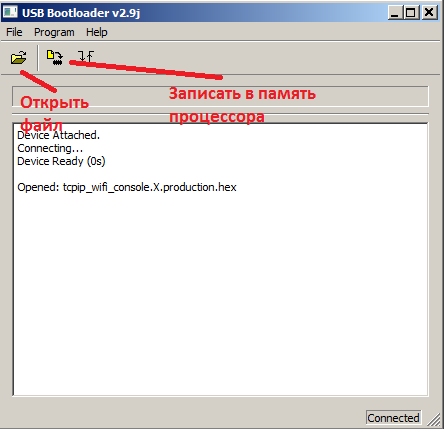 USB Bootloader v2.9j
File Program Help
Открыть файл
Записать в память процессора
Device Attached.
Connecting...
Device Ready (0s)
Opened: tcpip_wifi_console.X.production.hex
Connected